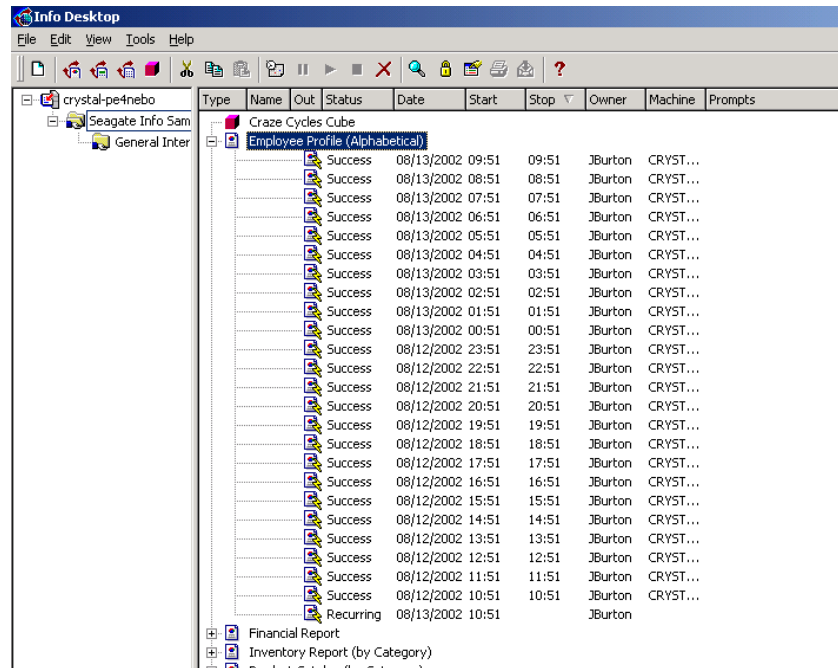 Info Desktop
File Edit View Tools Help
crystal-pe4nebo
Seagate Info Sam
General Inter
Type Name Out Status Date Start Stop Owner Machine Prompts
Craze Cycles Cube
Employee Profile (Alphabetical)
Success 08/13/2002 09:51 09:51 JBurton CRYST...
Success 08/13/2002 08:51 08:51 JBurton CRYST...
Success 08/13/2002 07:51 07:51 JBurton CRYST...
Success 08/13/2002 06:51 06:51 JBurton CRYST...
Success 08/13/2002 05:51 05:51 JBurton CRYST...
Success 08/13/2002 04:51 04:51 JBurton CRYST...
Success 08/13/2002 03:51 03:51 JBurton CRYST...
Success 08/13/2002 02:51 02:51 JBurton CRYST...
Success 08/13/2002 01:51 01:51 JBurton CRYST...
Success 08/13/2002 00:51 00:51 JBurton CRYST...
Success 08/12/2002 23:51 23:51 JBurton CRYST...
Success 08/12/2002 22:51 22:51 JBurton CRYST...
Success 08/12/2002 21:51 21:51 JBurton CRYST...
Success 08/12/2002 20:51 20:51 JBurton CRYST...
Success 08/12/2002 19:51 19:51 JBurton CRYST...
Success 08/12/2002 18:51 18:51 JBurton CRYST...
Success 08/12/2002 17:51 17:51 JBurton CRYST...
Success 08/12/2002 16:51 16:51 JBurton CRYST...
Success 08/12/2002 15:51 15:51 JBurton CRYST...
Success 08/12/2002 14:51 14:51 JBurton CRYST...
Success 08/12/2002 13:51 13:51 JBurton CRYST...
Success 08/12/2002 12:51 12:51 JBurton CRYST...
Success 08/12/2002 11:51 11:51 JBurton CRYST...
Success 08/12/2002 10:51 10:51 JBurton CRYST...
Recurring 08/13/2002 10:51 JBurton
Financial Report
Inventory Report (by Category)